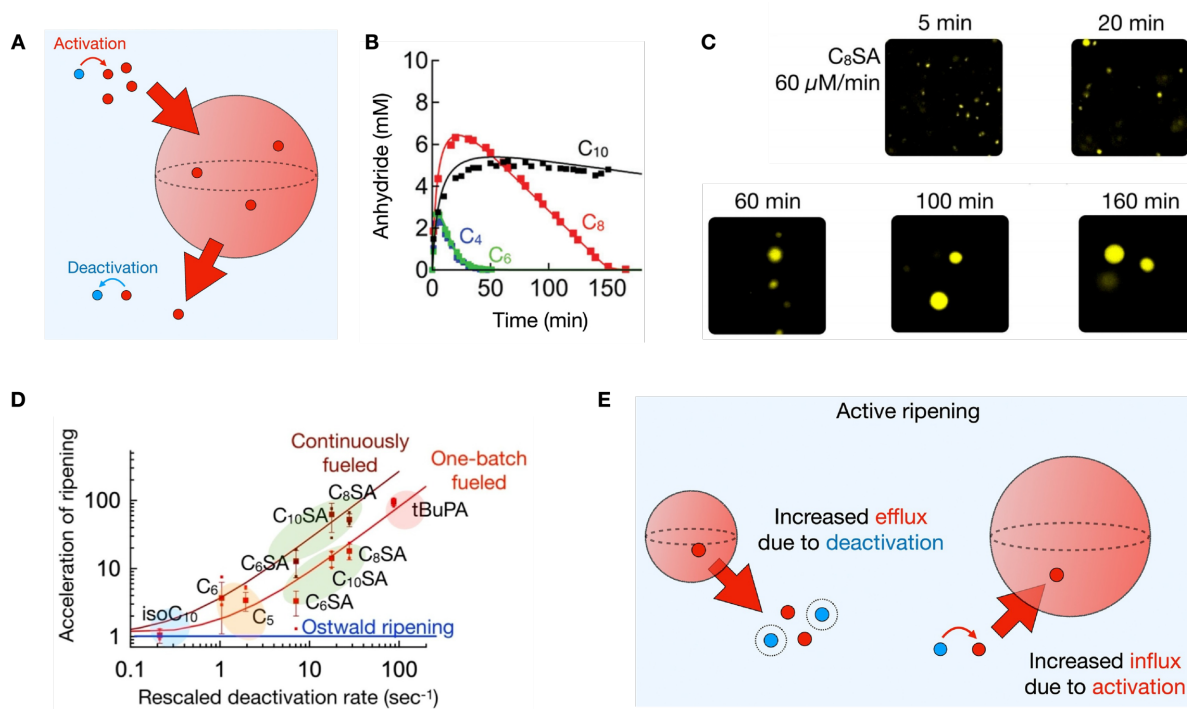 A
Activation
Deactivation
B
Anhydride (mM)
8
6
4
2
0
C10
C8
C4
C6
0
50
100
150
Time (min)
C
5 min
20 min
C8SA
60 µM/min
60 min
100 min
160 min
D
Acceleration of ripening
100
10
1
Continuously
fueled
One-batch
fueled
C8SA
C10SA
tBuPA
C6SA
C8SA
C10SA
C6
C5
C6SA
isoC10
Ostwald ripening
0.1
1
10
100
Rescaled deactivation rate (sec-1)
E
Active ripening
Increased efflux
due to deactivation
Increased influx
due to activation